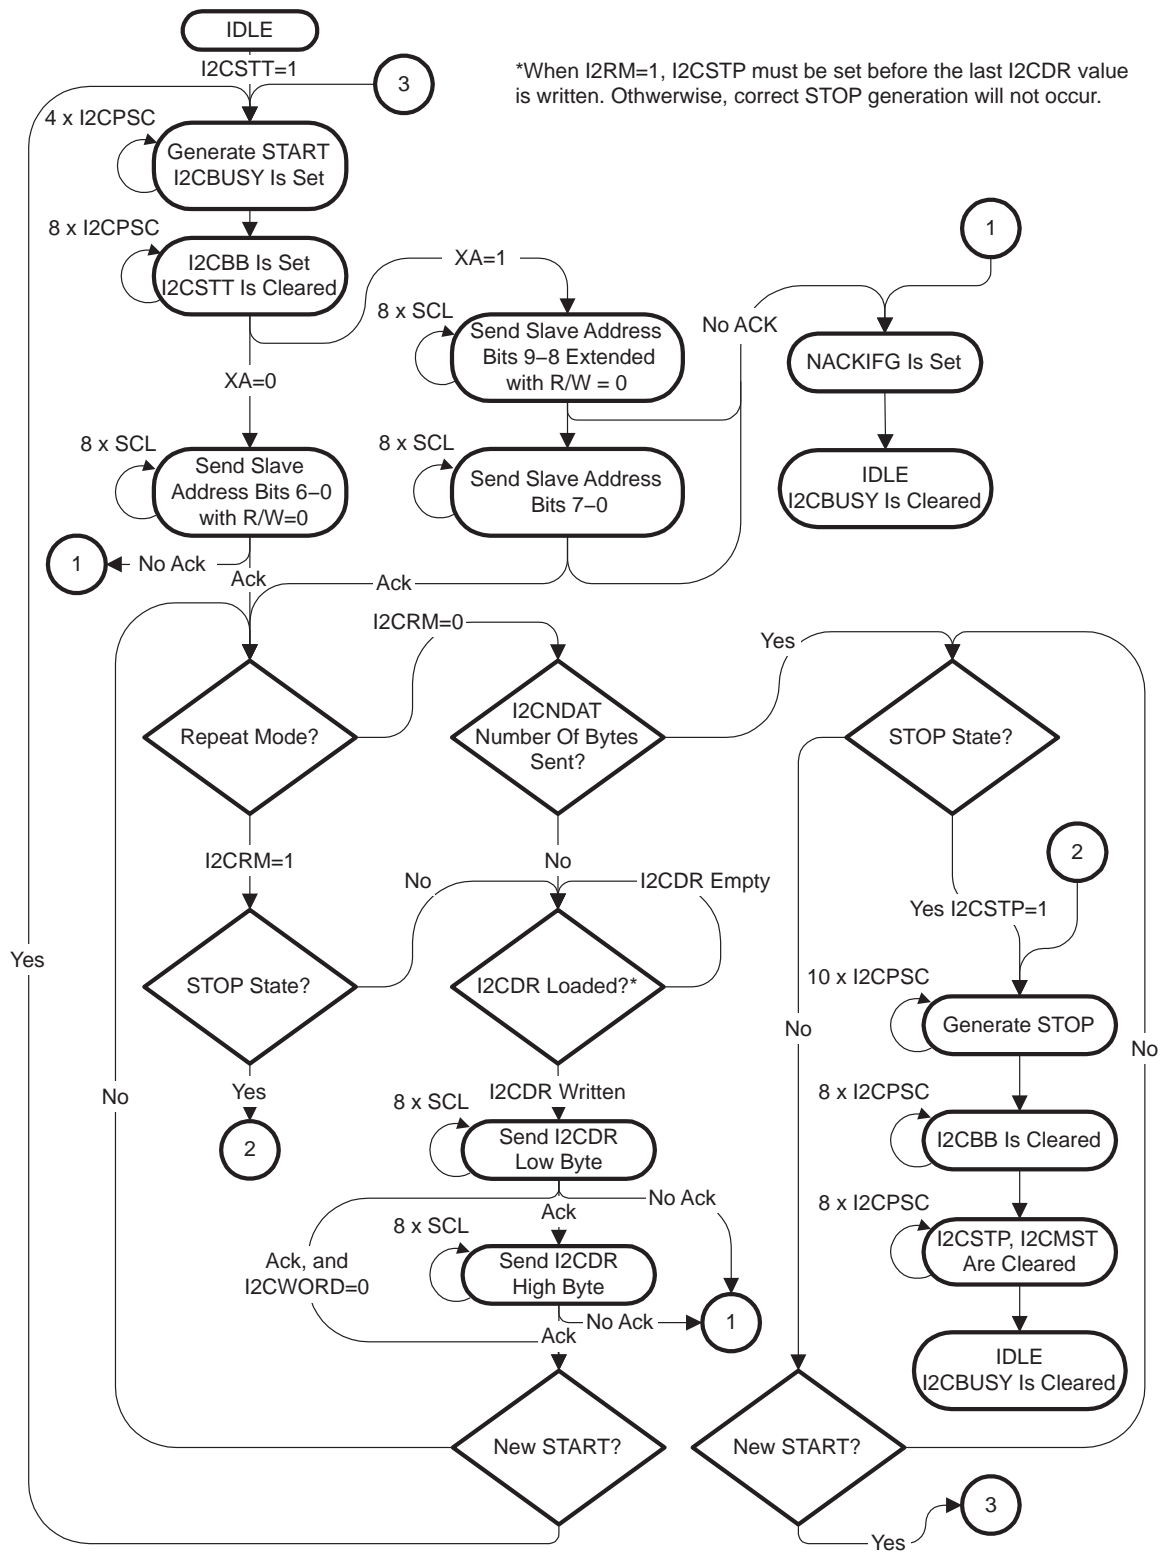 IDLE
I2CSTT=1
3
*When I2RM=1, I2CSTP must be set before the last I2CDR value
is written. Othwerwise, correct STOP generation will not occur.
4 x I2CPSC
Generate START
I2CBUSY Is Set
8 x I2CPSC
I2CBB Is Set
I2CSTT Is Cleared
XA=1
1
8 x SCL
Send Slave Address
Bits 9–8 Extended
with R/W = 0
No ACK
NACKIFG Is Set
XA=0
8 x SCL
Send Slave
Address Bits 6–0
with R/W=0
8 x SCL
Send Slave Address
Bits 7–0
IDLE
I2CBUSY Is Cleared
1
No Ack
Ack
Ack
I2CRM=0
Yes
Repeat Mode?
I2CNDAT
Number Of Bytes
Sent?
STOP State?
I2CRM=1
No
No
I2CDR Empty
2
Yes I2CSTP=1
Yes
STOP State?
I2CDR Loaded?*
10 x I2CPSC
Generate STOP
No
No
No
Yes
2
I2CDR Written
8 x SCL
Send I2CDR
Low Byte
8 x I2CPSC
I2CBB Is Cleared
No Ack
Ack
8 x SCL
Send I2CDR
High Byte
Ack, and
I2CWORD=0
8 x I2CPSC
I2CSTP, I2CMST
Are Cleared
No Ack
1
Ack
IDLE
I2CBUSY Is Cleared
New START?
New START?
3
Yes